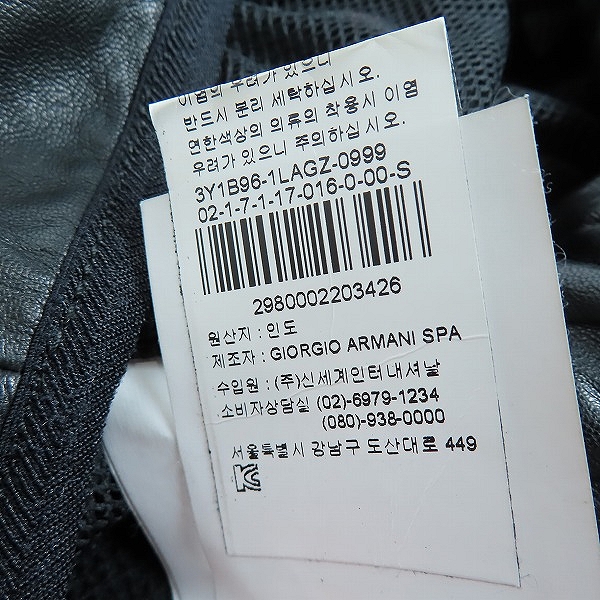 이염의 우려가 있으니
반드시 분리 세탁하십시오.
연한색상의 의류의 착용시 이염
우려가 있으니 주의하십시오.
3Y1B96-1LAGZ-0999
02-1-7-1-17-016-0-00-S
2980002203426
원산지 : 인도
제조자 : GIORGIO ARMANI SPA
수입원 : (주)신세계인터내셔날
소비자상담실 (02)-6979-1234
(080)-938-0000
서울특별시 강남구 도산대로 449